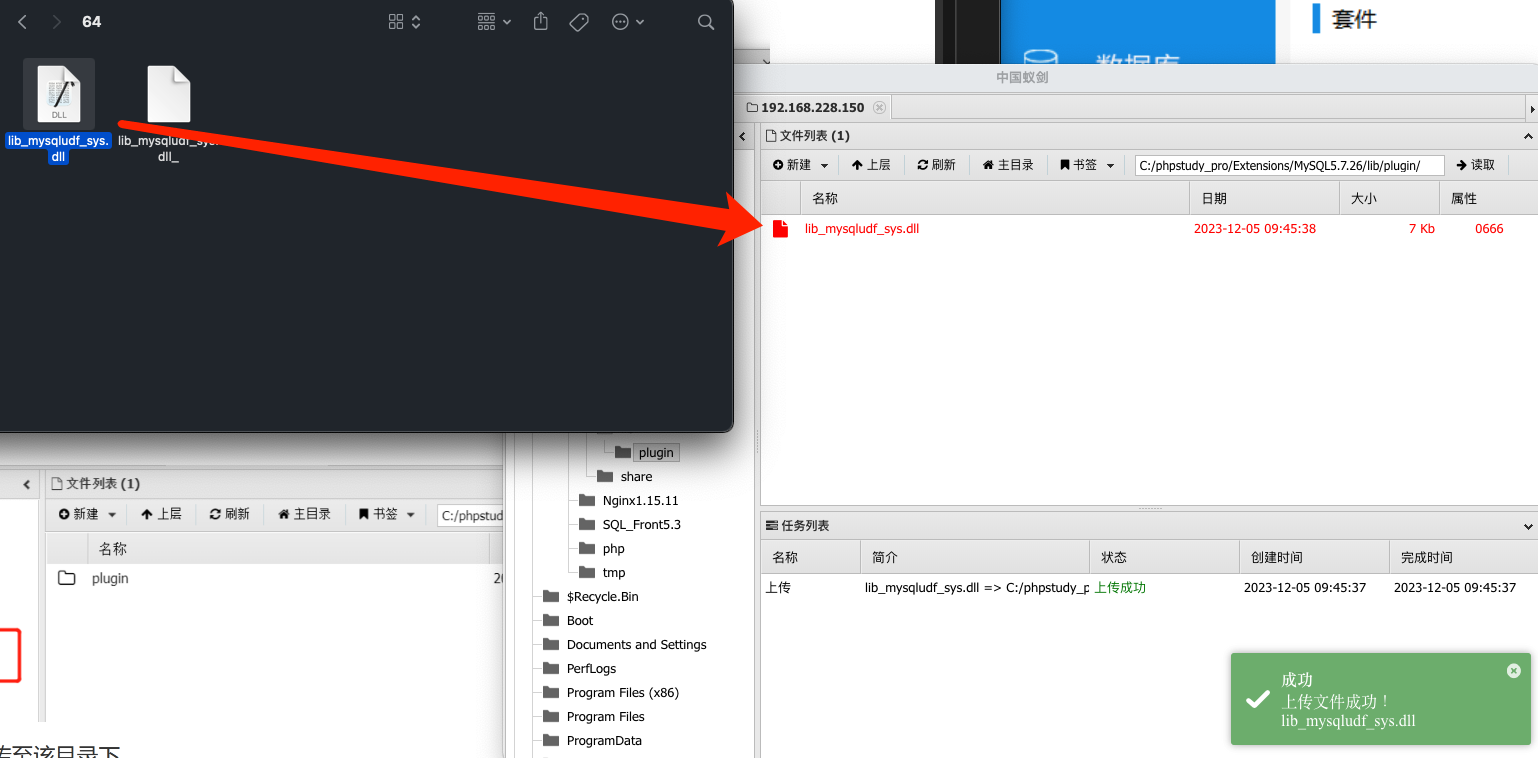 64
DLL
lib_mysqludf_sys.
dll
lib_mysqludf_sys.
dll_
数据库
套件
中国蚁剑
192.168.228.150
文件列表 (1)
新建 上层 刷新 主目录 书签 C:/phpstudy_pro/Extensions/MySQL5.7.26/lib/plugin/ 读取
名称 日期 大小 属性
lib_mysqludf_sys.dll 2023-12-05 09:45:38 7 Kb 0666
plugin
share
Nginx1.15.11
SQL_Front5.3
php
tmp
$Recycle.Bin
Boot
Documents and Settings
PerfLogs
Program Files (x86)
Program Files
ProgramData
文件列表 (1)
新建 上层 刷新 主目录 书签 C:/phpstud
名称
plugin 20
任务列表
名称 简介 状态 创建时间 完成时间
上传 lib_mysqludf_sys.dll => C:/phpstudy_p 上传成功 2023-12-05 09:45:37 2023-12-05 09:45:37
成功
上传文件成功！
lib_mysqludf_sys.dll
至该目录下